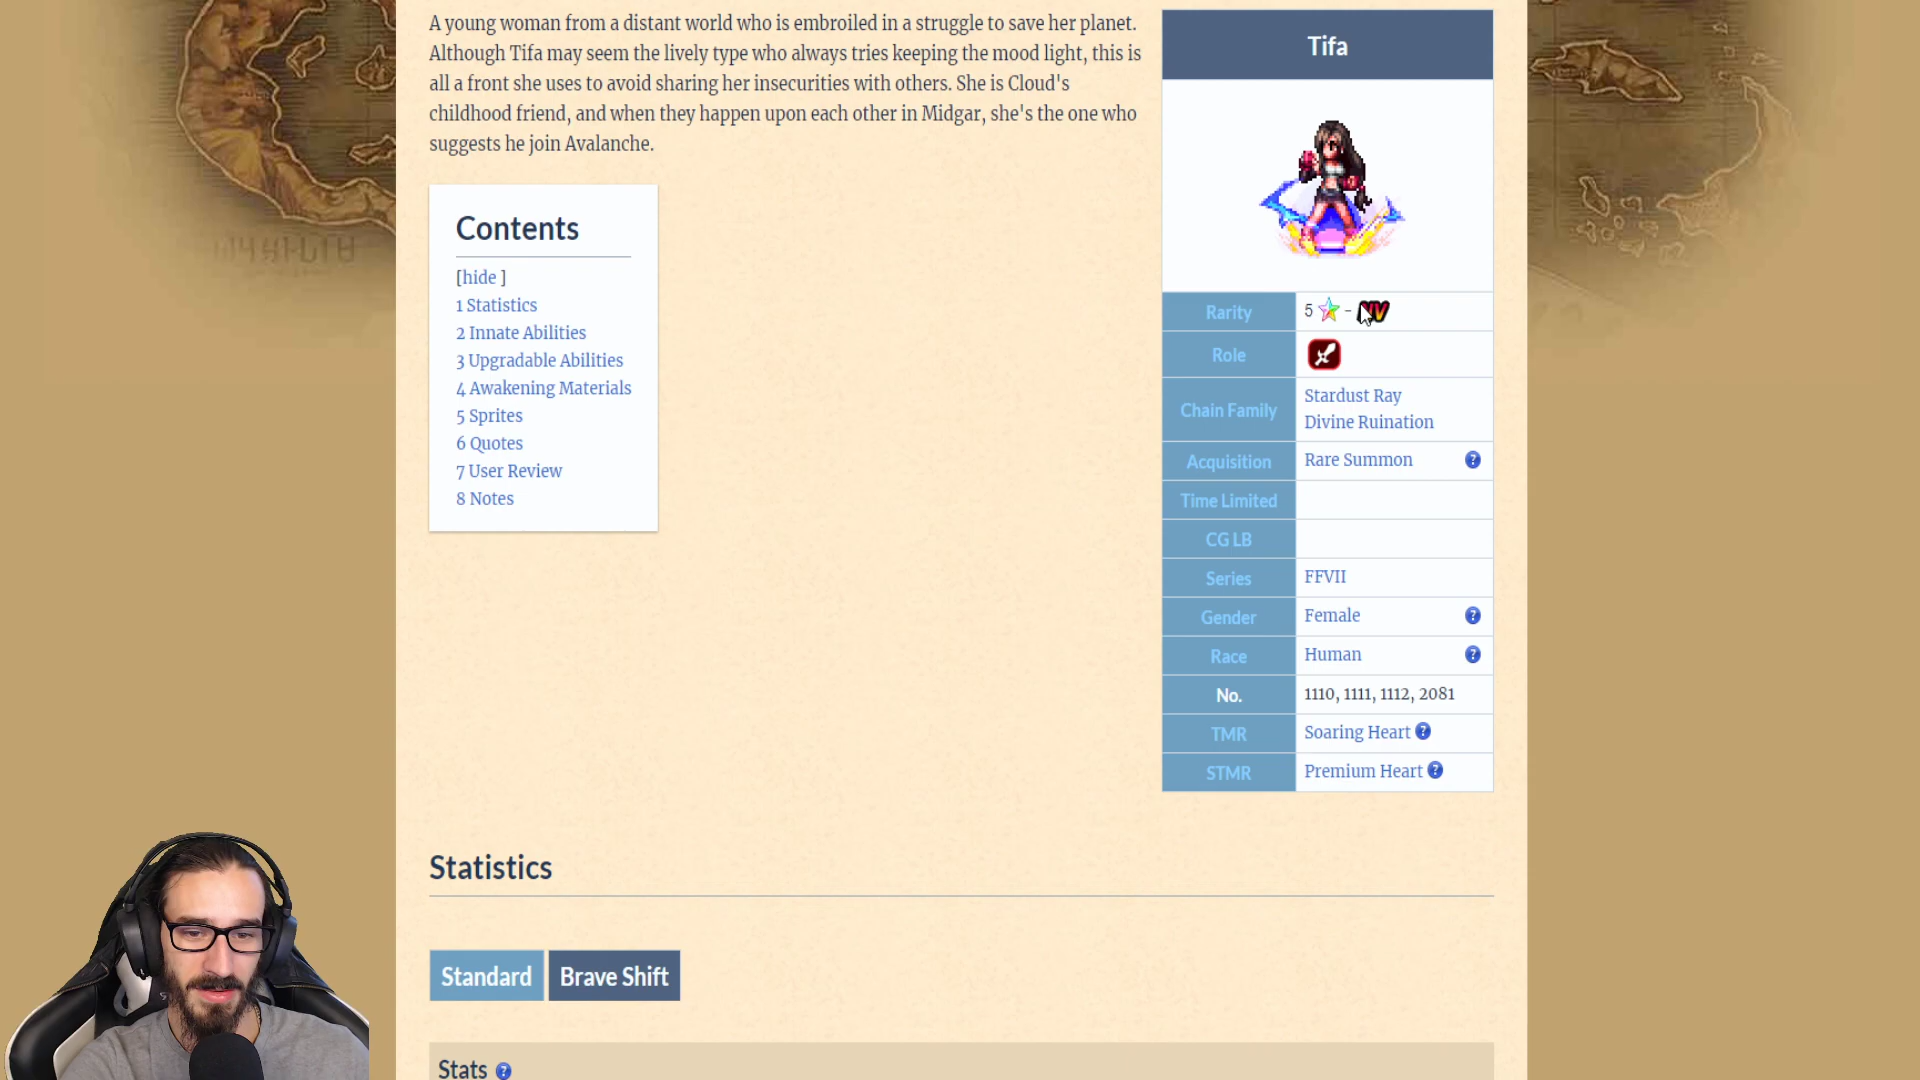 A young woman from a distant world who is embroiled in a struggle to save her planet.
Although Tifa may seem the lively type who always tries keeping the mood light, this is
all a front she uses to avoid sharing her insecurities with others. She is Cloud's
childhood friend, and when they happen upon each other in Midgar, she's the one who
suggests he join Avalanche.
Contents
[hide ]
1 Statistics
2 Innate Abilities
3 Upgradable Abilities
4 Awakening Materials
5 Sprites
6 Quotes
7 User Review
8 Notes
Tifa
Rarity 5 - NV
Role
Chain Family Stardust Ray
Divine Ruination
Acquisition Rare Summon ?
Time Limited
CG LB
Series FFVII
Gender Female ?
Race Human ?
No. 1110, 1111, 1112, 2081
TMR Soaring Heart ?
STMR Premium Heart ?
Statistics
Standard Brave Shift
Stats ?